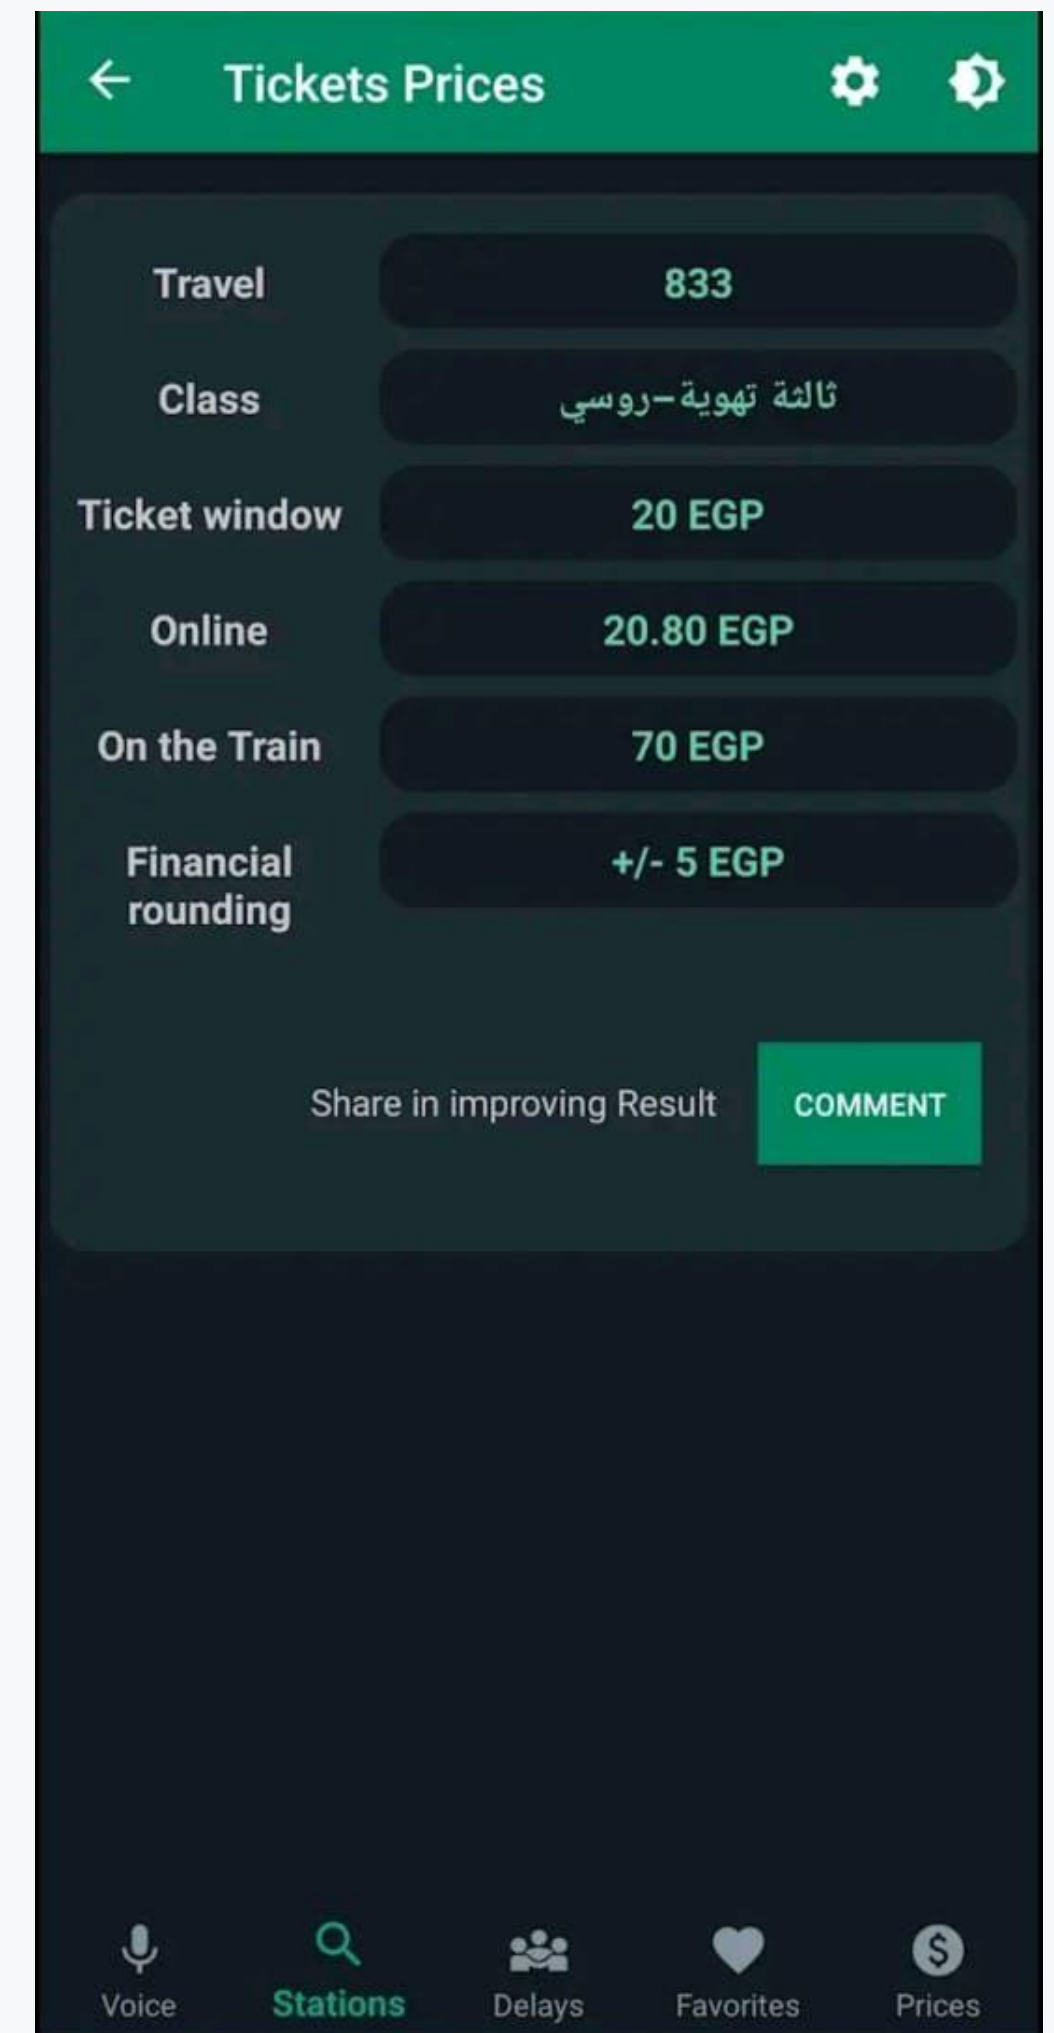 Tickets Prices
Travel 833
Class ثالثة تهوية-روسي
Ticket window 20 EGP
Online 20.80 EGP
On the Train 70 EGP
Financial +/- 5 EGP
rounding
Share in improving Result COMMENT
Voice Stations Delays Favorites Prices